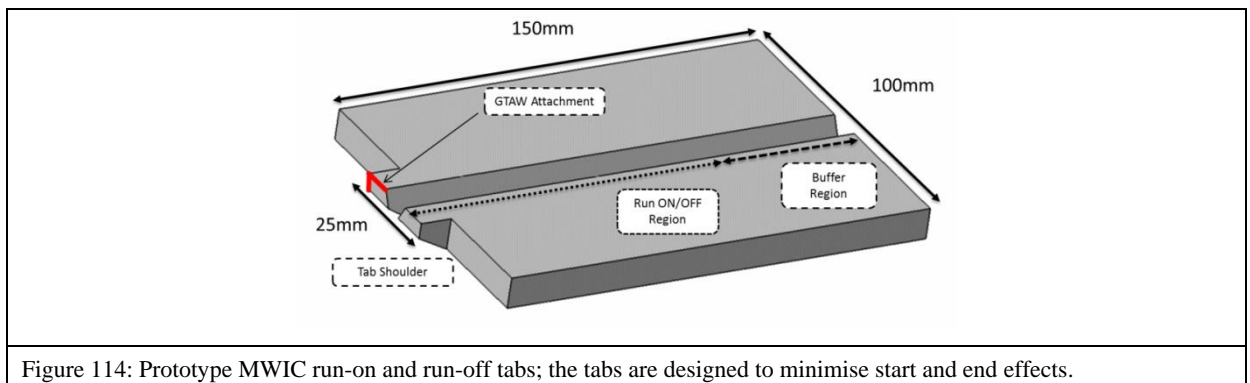 150mm
GTAW Attachment
100mm
Buffer
Region
Run ON/OFF
Region
25mm
Tab Shoulder
Figure 114: Prototype MWIC run-on and run-off tabs; the tabs are designed to minimise start and end effects.